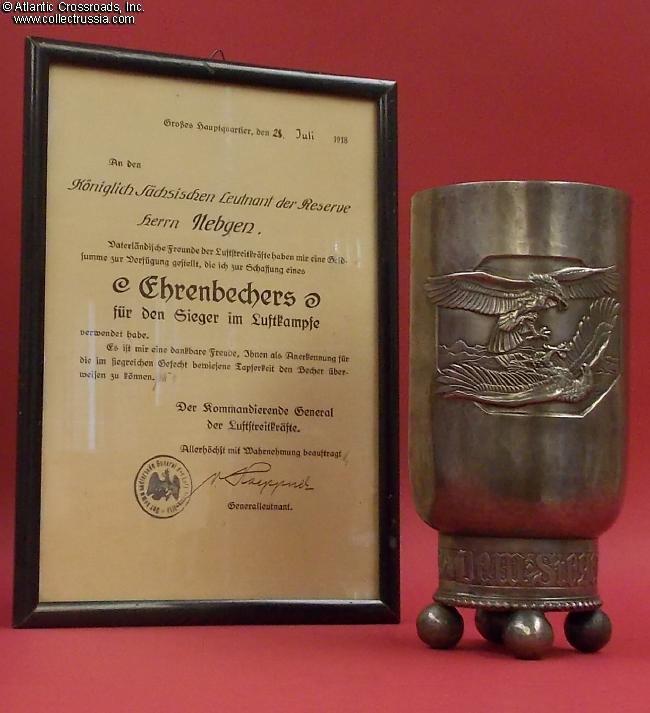 © Atlantic Crossroads, Inc.
www.collectrussia.com
Großes Hauptquartier, den 28. Juli 1918
An den
Königlich Sächsischen Leutnant der Reserve
Herrn Nebgen.
Vaterländische Freunde der Luftstreitkräfte haben mir eine Geld-
summe zur Verfügung gestellt, die ich zur Schaffung eines
Ehrenbechers
für den Sieger im Luftkampfe
verwendet habe.
Es ist mir eine dankbare Freude, Ihnen als Anerkennung für
die im siegreichen Gefecht bewiesene Tapferkeit den Becher über-
weisen zu können.
Der Kommandierende General
der Luftstreitkräfte.
Allerhöchst mit Wahrnehmung beauftragt
Generalleutnant.
Dem Siege